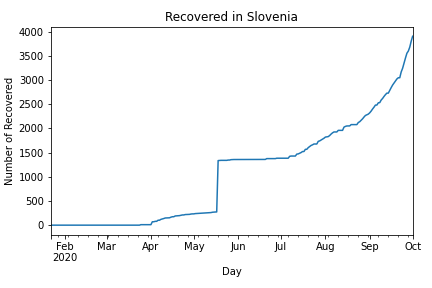 Recovered in Slovenia
4000
3500
3000
2500
2000
1500
1000
500
0
Number of Recovered
Feb Mar Apr May Jun Jul Aug Sep Oct
2020
Day